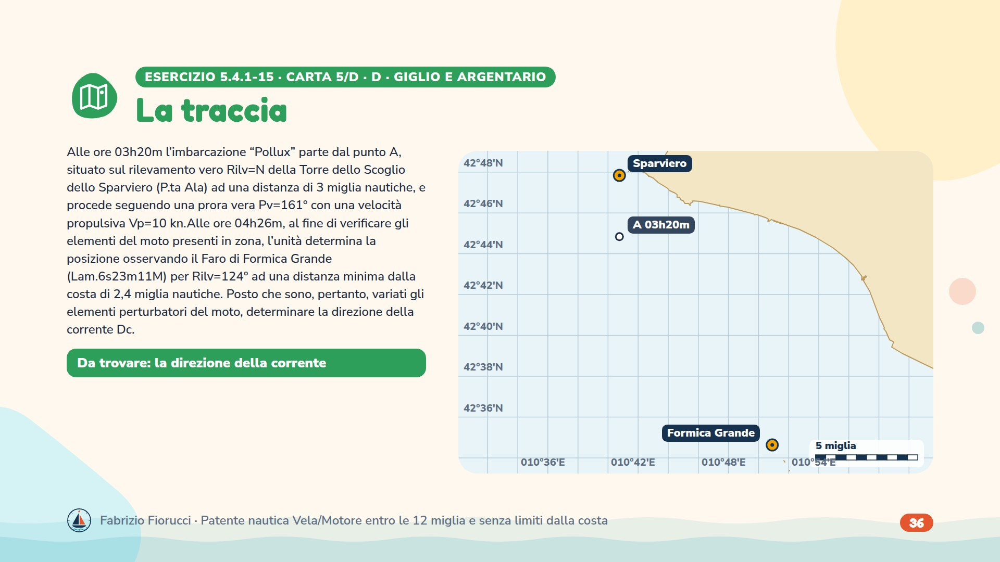 ESERCIZIO 5.4.1-15 · CARTA 5/D · D · GIGLIO E ARGENTARIO
La traccia
Alle ore 03h20m l’imbarcazione “Pollux” parte dal punto A,
situato sul rilevamento vero Rilv=N della Torre dello Scoglio
dello Sparviero (P.ta Ala) ad una distanza di 3 miglia nautiche, e
procede seguendo una prora vera Pv=161° con una velocità
propulsiva Vp=10 kn.Alle ore 04h26m, al fine di verificare gli
elementi del moto presenti in zona, l’unità determina la
posizione osservando il Faro di Formica Grande
(Lam.6s23m11M) per Rilv=124° ad una distanza minima dalla
costa di 2,4 miglia nautiche. Posto che sono, pertanto, variati gli
elementi perturbatori del moto, determinare la direzione della
corrente Dc.
Da trovare: la direzione della corrente
42°48'N
Sparviero
42°46'N
A 03h20m
42°44'N
42°42'N
42°40'N
42°38'N
42°36'N
Formica Grande
5 miglia
010°36'E
010°42'E
010°48'E
010°54'E
Fabrizio Fiorucci · Patente nautica Vela/Motore entro le 12 miglia e senza limiti dalla costa
36